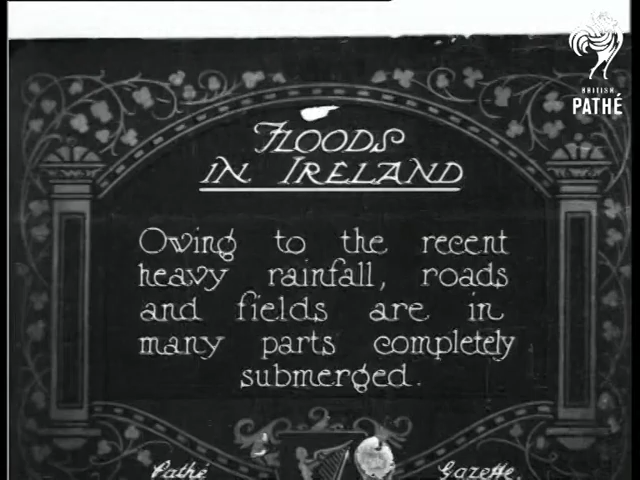 BRITISH
PATHÉ
FLOODS
IN IRELAND
Owing to the recent
heavy rainfall, roads
and fields are in
many parts completely
submerged.
Pathé Gazette.